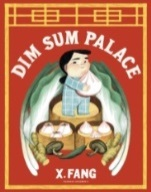 DIM SUM PALACE
X. FANG